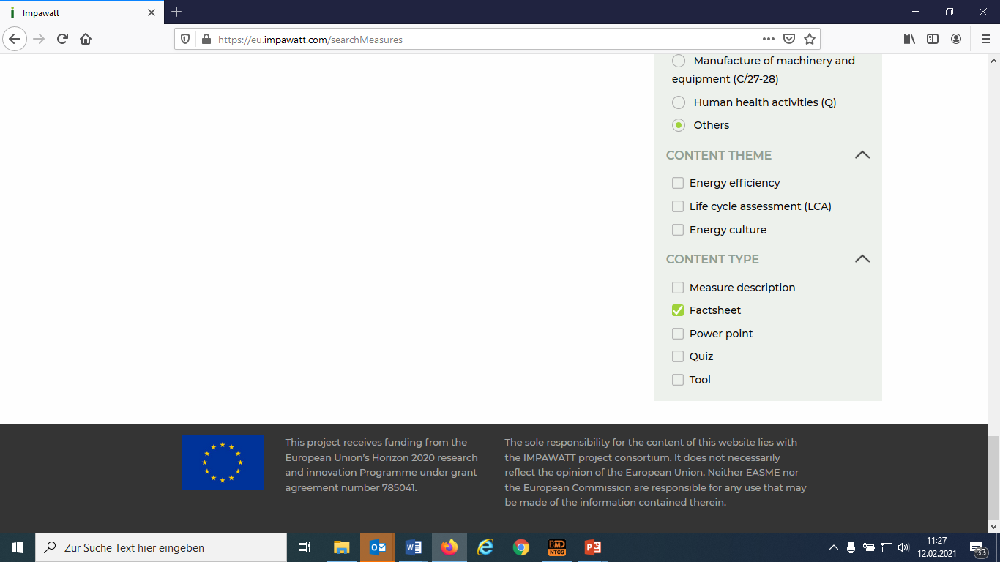 Impawatt
https://eu.impawatt.com/searchMeasures
Manufacture of machinery and
equipment (C/27-28)
Human health activities (Q)
Others
CONTENT THEME
Energy efficiency
Life cycle assessment (LCA)
Energy culture
CONTENT TYPE
Measure description
Factsheet
Power point
Quiz
Tool
This project receives funding from the
European Union's Horizon 2020 research
and innovation Programme under grant
agreement number 785041.
The sole responsibility for the content of this website lies with
the IMPAWATT project consortium. It does not necessarily
reflect the opinion of the European Union. Neither EASME nor
the European Commission are responsible for any use that may
be made of the information contained therein.
Zur Suche Text hier eingeben
BMD
NTCS
11:27
12.02.2021
33